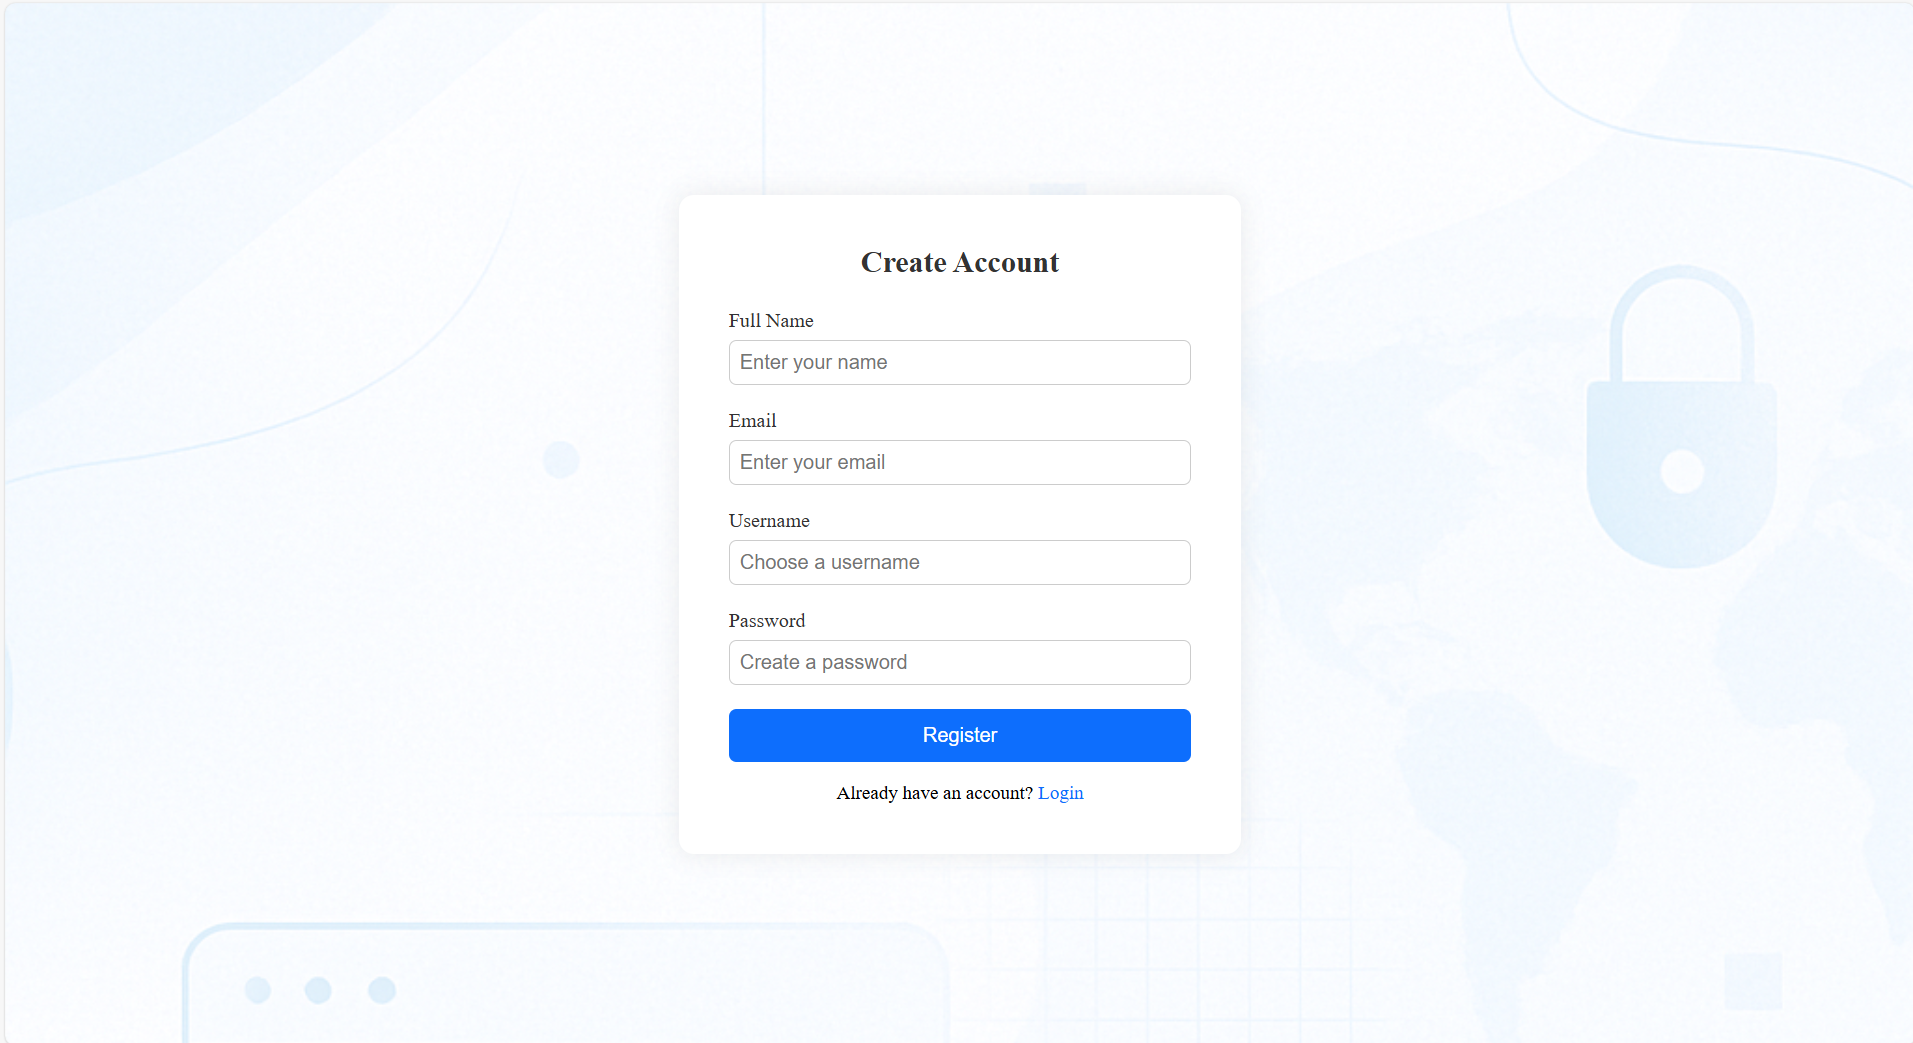 Create Account
Full Name
Enter your name
Email
Enter your email
Username
Choose a username
Password
Create a password
Register
Already have an account? Login